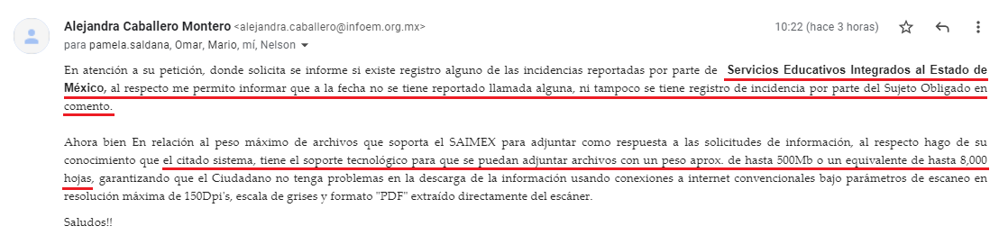 Alejandra Caballero Montero <alejandra.caballero@infoem.org.mx>
10:22 (hace 3 horas)
para pamela.saldana, Omar, Mario, mí, Nelson
En atención a su petición, donde solicita se informe si existe registro alguno de las incidencias reportadas por parte de Servicios Educativos Integrados al Estado de
México, al respecto me permito informar que a la fecha no se tiene reportado llamada alguna, ni tampoco se tiene registro de incidencia por parte del Sujeto Obligado en
comento.
Ahora bien En relación al peso máximo de archivos que soporta el SAIMEX para adjuntar como respuesta a las solicitudes de información, al respecto hago de su
conocimiento que el citado sistema, tiene el soporte tecnológico para que se puedan adjuntar archivos con un peso aprox. de hasta 500Mb o un equivalente de hasta 8,000
hojas, garantizando que el Ciudadano no tenga problemas en la descarga de la información usando conexiones a internet convencionales bajo parámetros de escaneo en
resolución máxima de 150Dpi's, escala de grises y formato "PDF" extraído directamente del escáner.
Saludos!!